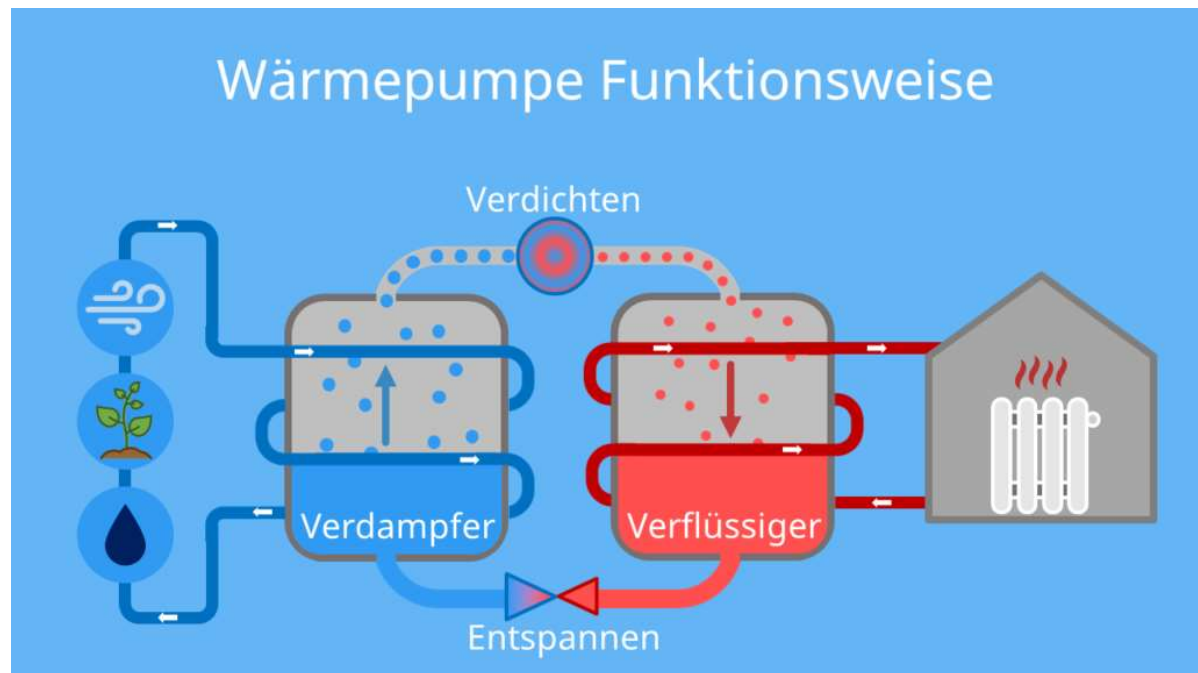 Wärmepumpe Funktionsweise
Verdichten
Verdampfer
Verflüssiger
Entspannen